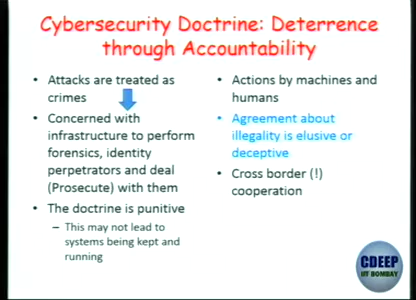 Cybersecurity Doctrine: Deterrence
through Accountability
• Attacks are treated as
crimes
• Concerned with
infrastructure to perform
forensics, identity
perpetrators and deal
(Prosecute) with them
• The doctrine is punitive
– This may not lead to
systems being kept and
running
• Actions by machines and
humans
• Agreement about
illegality is elusive or
deceptive
• Cross border (!)
cooperation
CDEEP
IIT BOMBAY